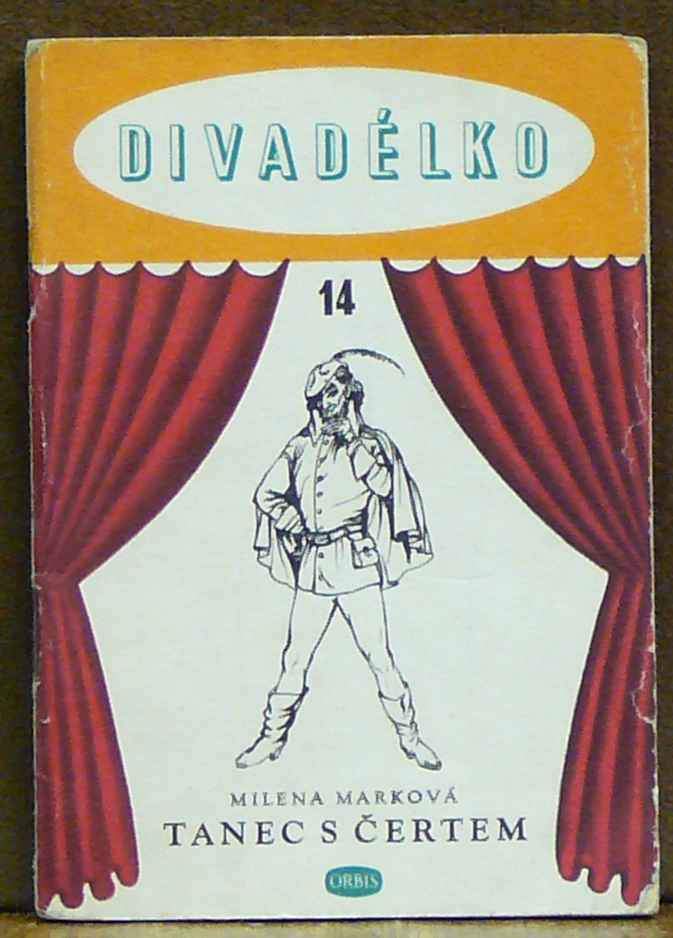 DIVADÉLKO
14
MILENA MARKOVÁ
TANEC S ČERTEM
ORBIS